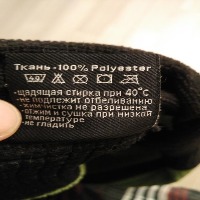 Ткань-100% Polyester
40
-щадящая стирка при 40°С
-не подлежит отбеливанию
-химчистка не разрешена
-отжим и сушка при низкой
температуре
-не гладить